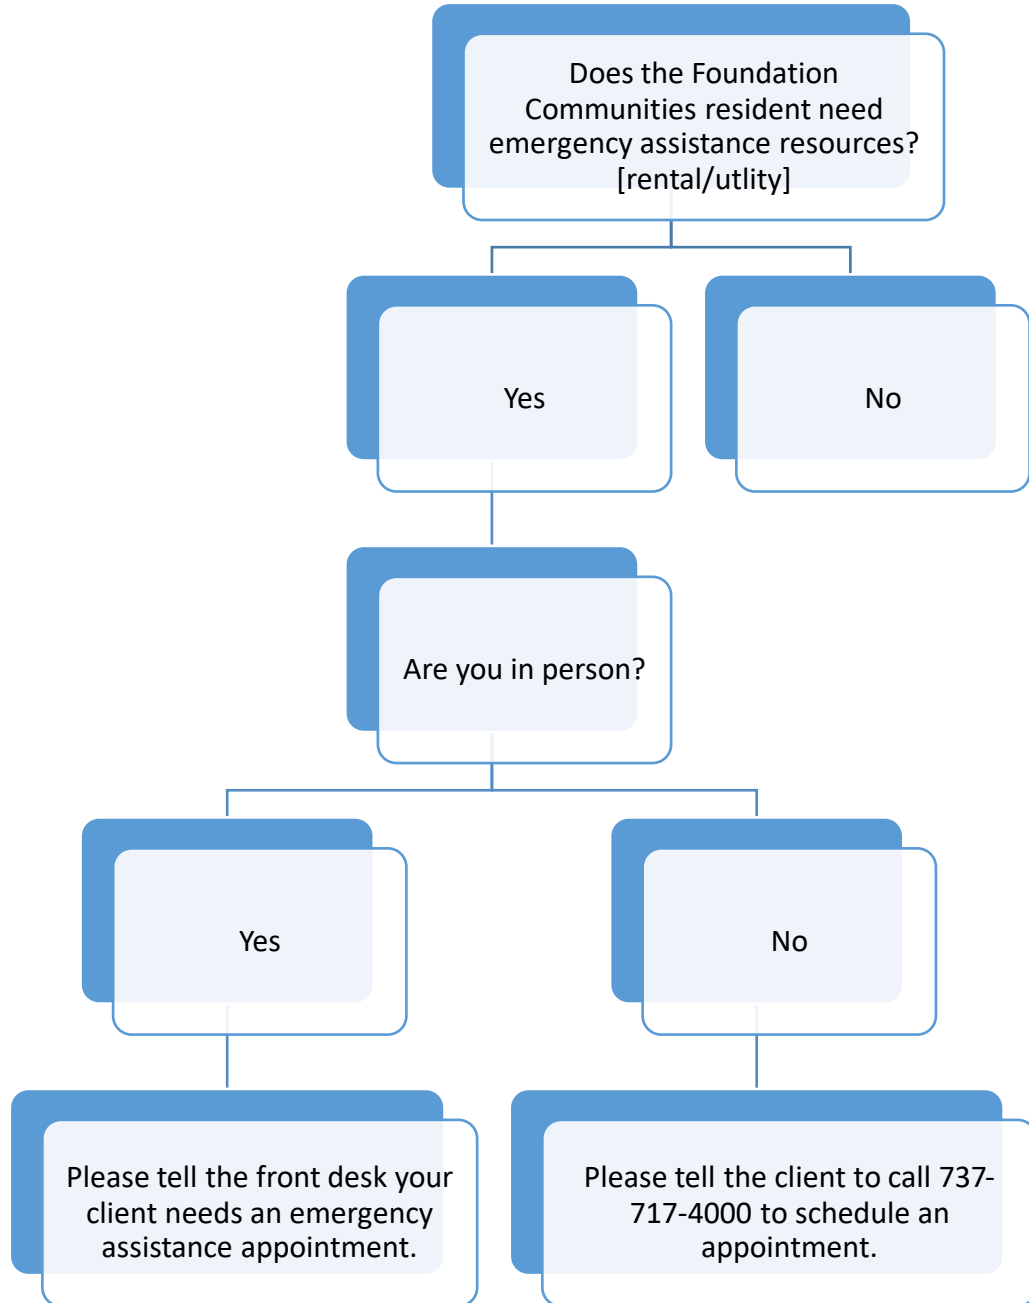 Does the Foundation
Communities resident need
emergency assistance resources?
[rental/utlity]
Yes
No
Are you in person?
Yes
No
Please tell the front desk your
client needs an emergency
assistance appointment.
Please tell the client to call 737-
717-4000 to schedule an
appointment.